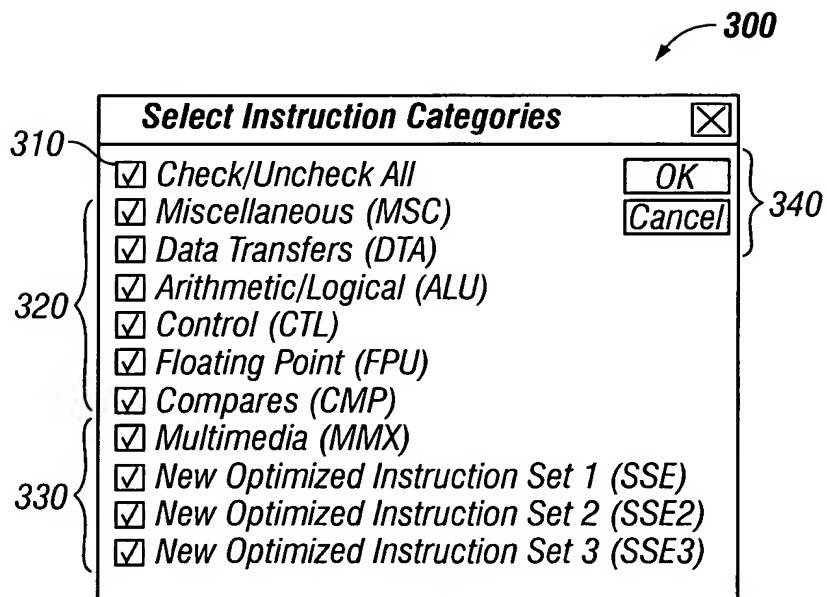 300
Select Instruction Categories
310
Check/Uncheck All
OK
Miscellaneous (MSC)
Cancel
340
Data Transfers (DTA)
Arithmetic/Logical (ALU)
320
Control (CTL)
Floating Point (FPU)
Compares (CMP)
Multimedia (MMX)
New Optimized Instruction Set 1 (SSE)
330
New Optimized Instruction Set 2 (SSE2)
New Optimized Instruction Set 3 (SSE3)